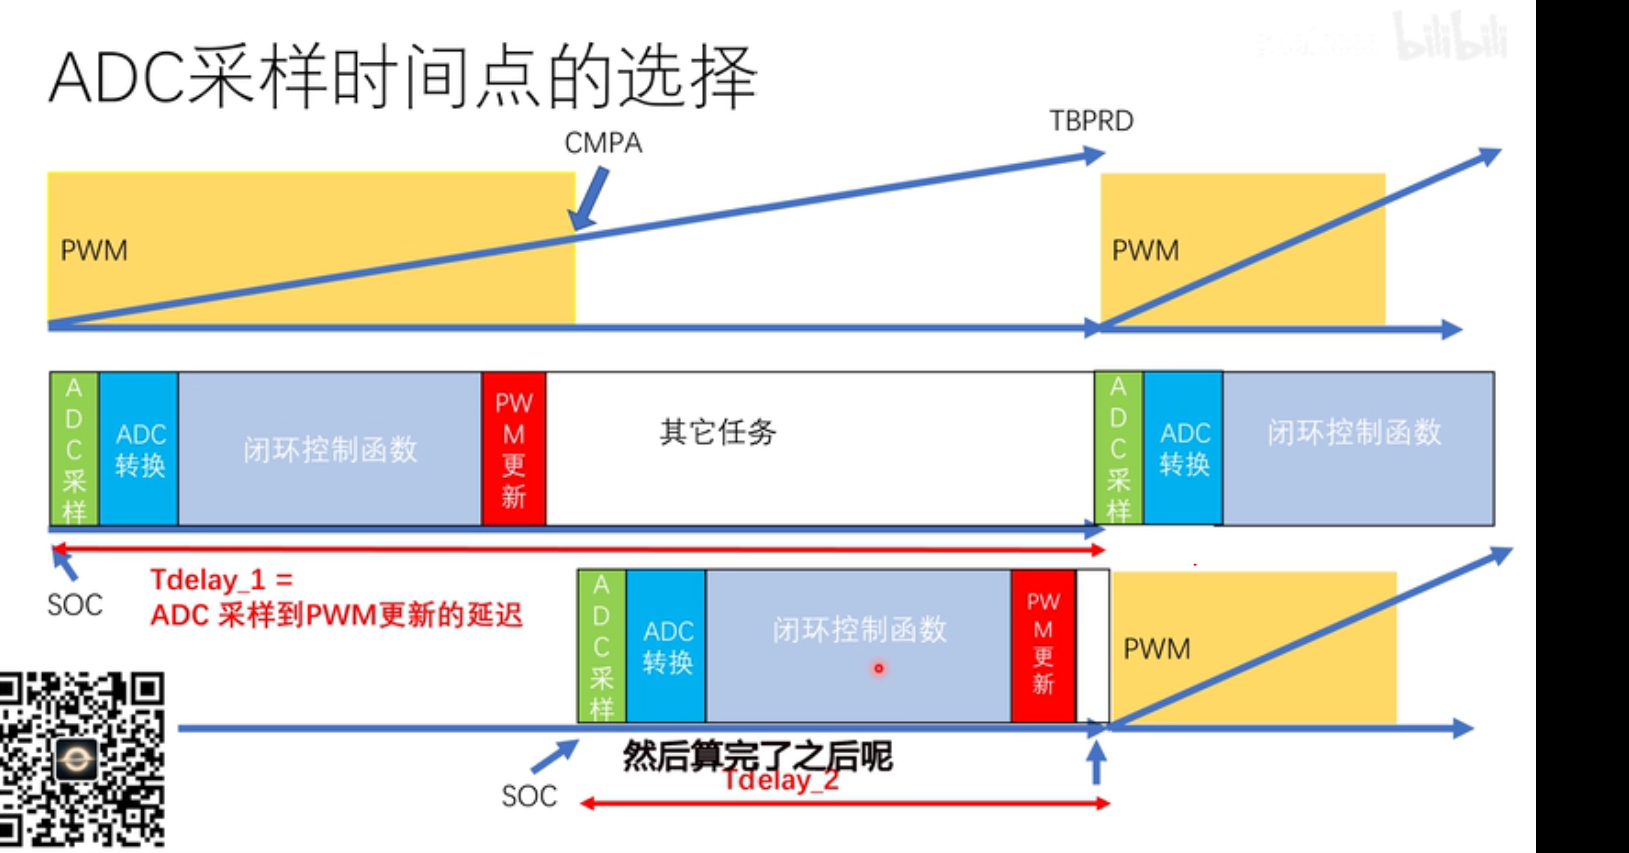 bilibili
ADC采样时间点的选择
TBPRD
CMPA
PWM
PWM
A
D
C
采
样
ADC
转换
闭环控制函数
PW
M
更
新
其它任务
A
D
C
采
样
ADC
转换
闭环控制函数
SOC
Tdelay_1 =
ADC 采样到PWM更新的延迟
A
D
C
采
样
ADC
转换
闭环控制函数
PW
M
更
新
PWM
SOC
然后算完了之后呢
Tdelay_2